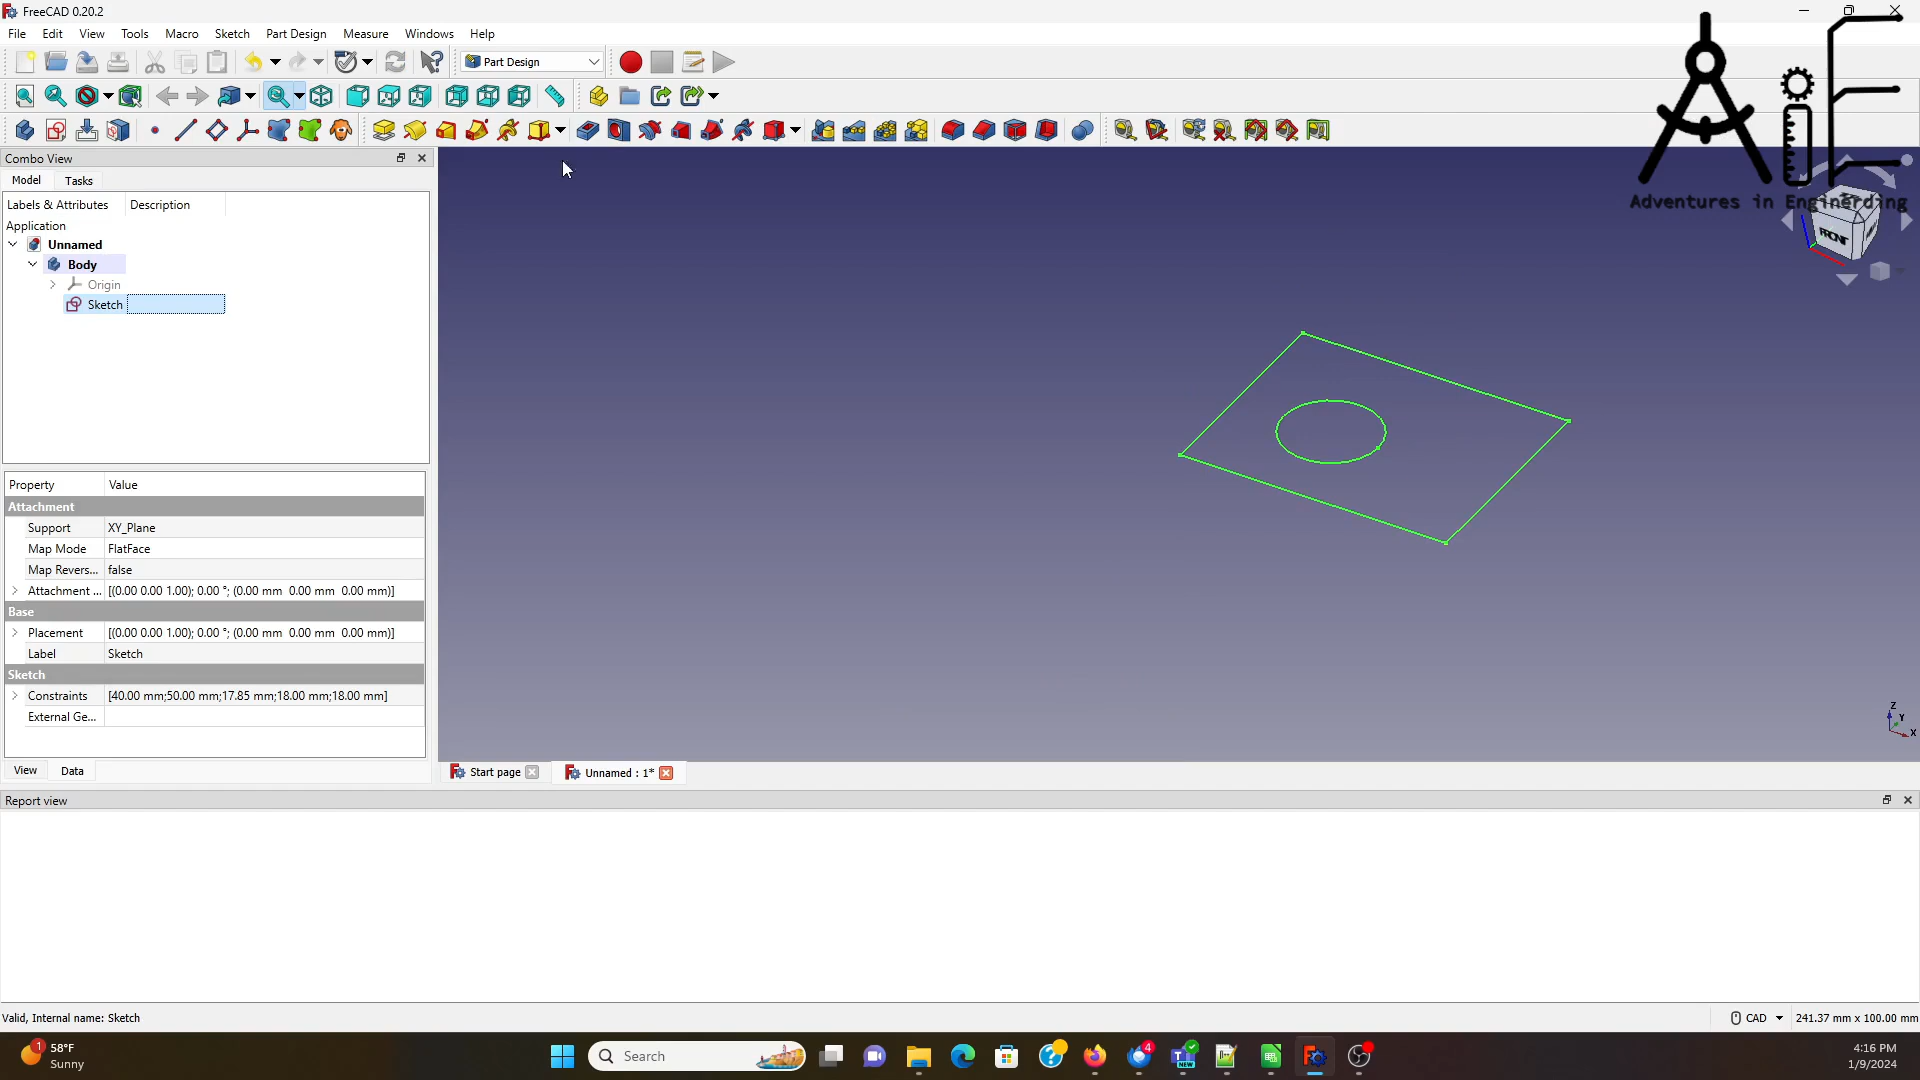 FreeCAD 0.20.2
File Edit View Tools Macro Sketch Part Design Measure Windows Help
Part Design
Combo View
Model Tasks
Labels & Attributes Description
Application
Unnamed
Body
Origin
Sketch
Adventures in Enginerding
FRONT
Property Value
Attachment
Support XY_Plane
Map Mode FlatFace
Map Revers... false
Attachment ... [(0.00 0.00 1.00); 0.00 °; (0.00 mm 0.00 mm 0.00 mm)]
Base
Placement [(0.00 0.00 1.00); 0.00 °; (0.00 mm 0.00 mm 0.00 mm)]
Label Sketch
Sketch
Constraints [40.00 mm;50.00 mm;17.85 mm;18.00 mm;18.00 mm]
External Ge...
Z
Y
X
View Data
Start page Unnamed : 1*
Report view
Valid, Internal name: Sketch
CAD 241.37 mm x 100.00 mm
1
58°F
Sunny
Search
4
NEW
4:16 PM
1/9/2024